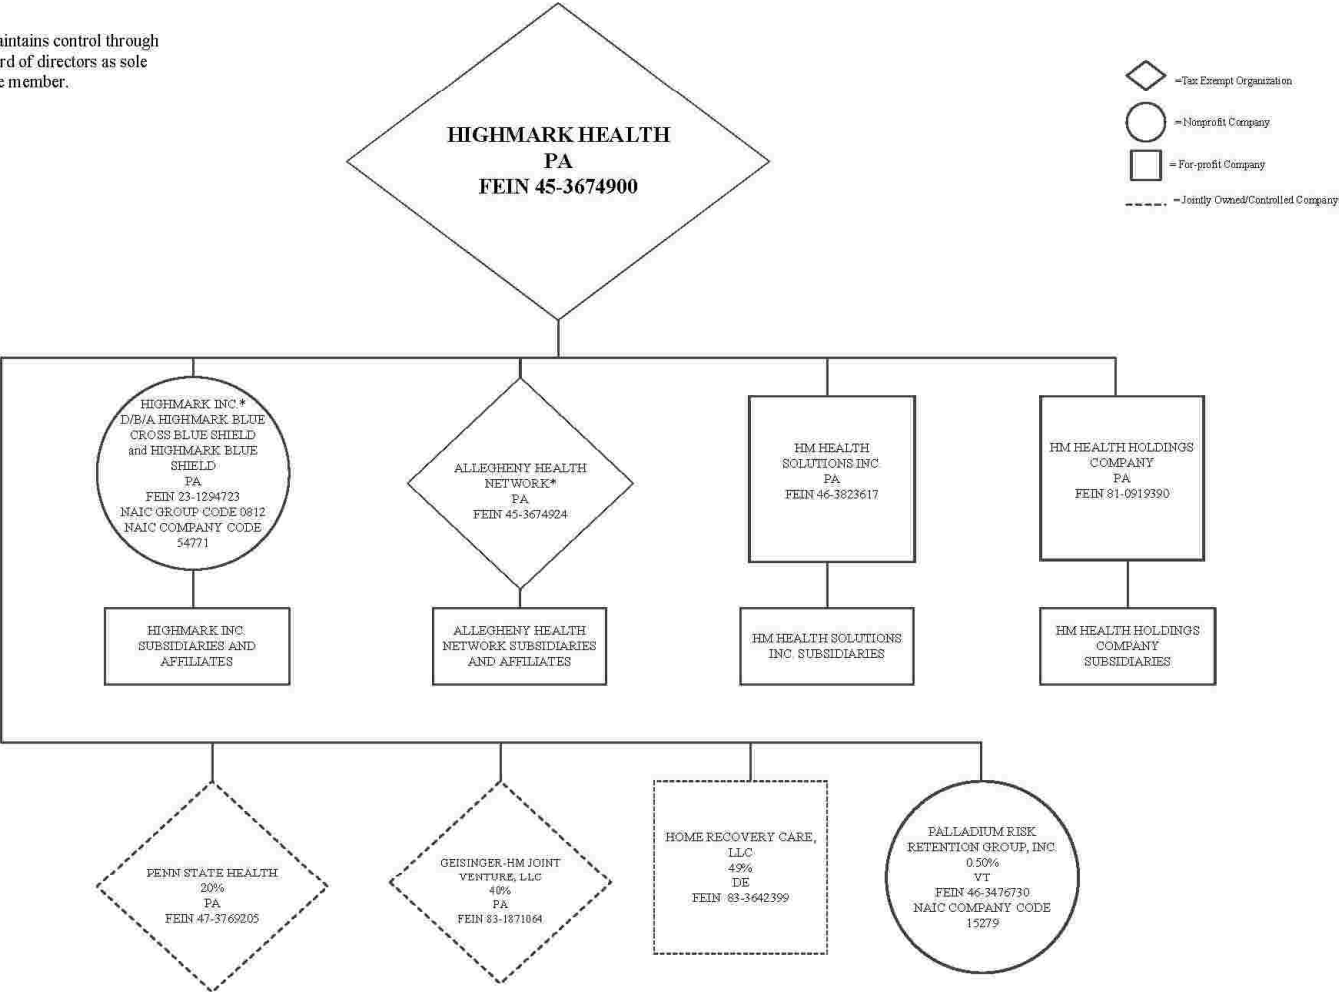 aintains control through
rd of directors as sole
e member.
=Tax Exempt Organization
= Nonprofit Company
= For-profit Company
= Jointly Owned/Controlled Company
HIGHMARK HEALTH
PA
FEIN 45-3674900
HIGHMARK INC.*
D/B/A HIGHMARK BLUE
CROSS BLUE SHIELD
and HIGHMARK BLUE
SHIELD
PA
FEIN 23-1294723
NAIC GROUP CODE 0812
NAIC COMPANY CODE
54771
ALLEGHENY HEALTH
NETWORK*
PA
FEIN 45-3674924
HM HEALTH
SOLUTIONS INC
PA
FEIN 46-3823617
HM HEALTH HOLDINGS
COMPANY
PA
FEIN 81-0919390
HIGHMARK INC.
SUBSIDIARIES AND
AFFILIATES
ALLEGHENY HEALTH
NETWORK SUBSIDIARIES
AND AFFILIATES
HM HEALTH SOLUTIONS
INC. SUBSIDIARIES
HM HEALTH HOLDINGS
COMPANY
SUBSIDIARIES
PENN STATE HEALTH
20%
PA
FEIN 47-3769205
GEISINGER-HM JOINT
VENTURE, LLC
40%
PA
FEIN 83-1871064
HOME RECOVERY CARE,
LLC
49%
DE
FEIN 83-3642399
PALLADIUM RISK
RETENTION GROUP, INC.
0.50%
VT
FEIN 46-3476730
NAIC COMPANY CODE
15279